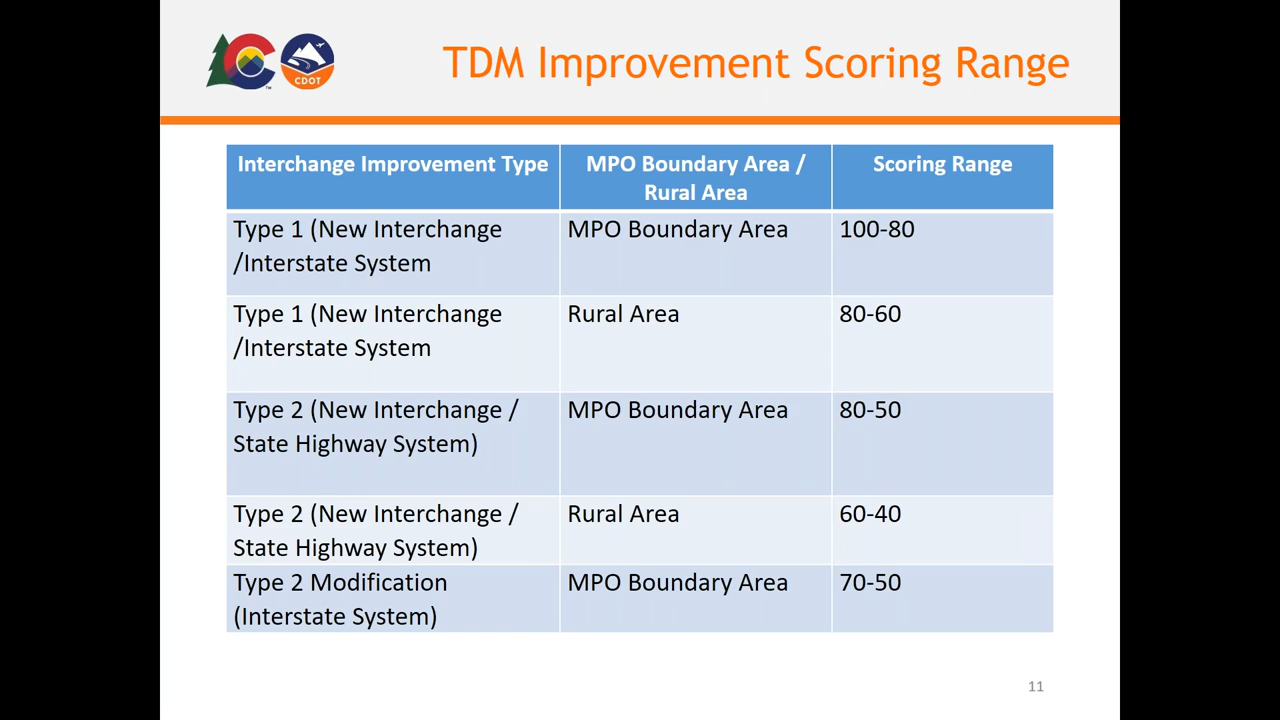 CDOT
TDM Improvement Scoring Range
Interchange Improvement Type
MPO Boundary Area /
Rural Area
Scoring Range
Type 1 (New Interchange
/Interstate System
MPO Boundary Area
100-80
Type 1 (New Interchange
/Interstate System
Rural Area
80-60
Type 2 (New Interchange /
State Highway System)
MPO Boundary Area
80-50
Type 2 (New Interchange /
State Highway System)
Rural Area
60-40
Type 2 Modification
(Interstate System)
MPO Boundary Area
70-50
11